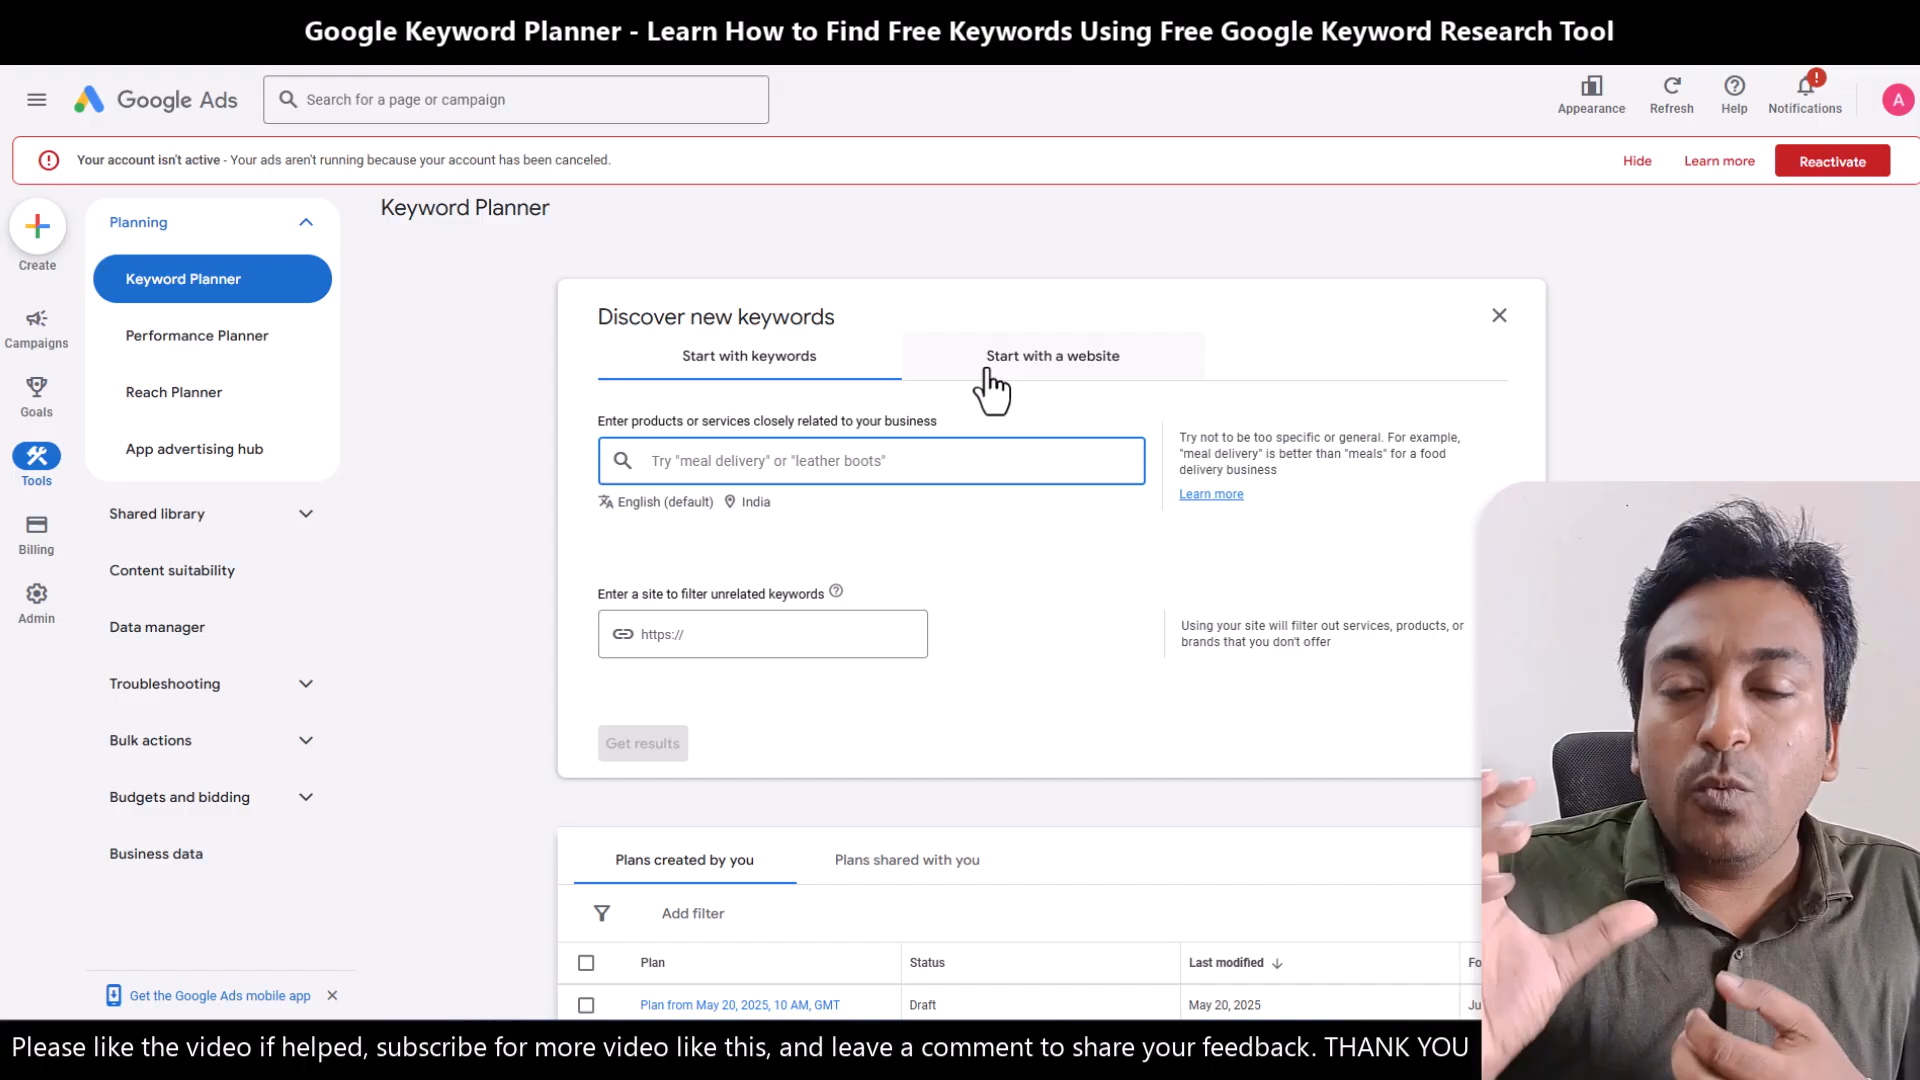 Google Keyword Planner - Learn How to Find Free Keywords Using Free Google Keyword Research Tool
Google Ads
Search for a page or campaign
Appearance
Refresh
Help
Notifications
!
A
Your account isn't active - Your ads aren't running because your account has been canceled.
Hide
Learn more
Reactivate
Create
Campaigns
Goals
Tools
Billing
Admin
Planning
Keyword Planner
Performance Planner
Reach Planner
App advertising hub
Shared library
Content suitability
Data manager
Troubleshooting
Bulk actions
Budgets and bidding
Business data
Get the Google Ads mobile app
Keyword Planner
Discover new keywords
Start with keywords
Start with a website
Enter products or services closely related to your business
Try "meal delivery" or "leather boots"
English (default)
India
Try not to be too specific or general. For example,
"meal delivery" is better than "meals" for a food
delivery business
Learn more
Enter a site to filter unrelated keywords
https://
Using your site will filter out services, products, or
brands that you don't offer
Get results
Plans created by you
Plans shared with you
Add filter
Plan
Status
Last modified
Fo
Plan from May 20, 2025, 10 AM, GMT
Draft
May 20, 2025
Ju
Please like the video if helped, subscribe for more video like this, and leave a comment to share your feedback. THANK YOU